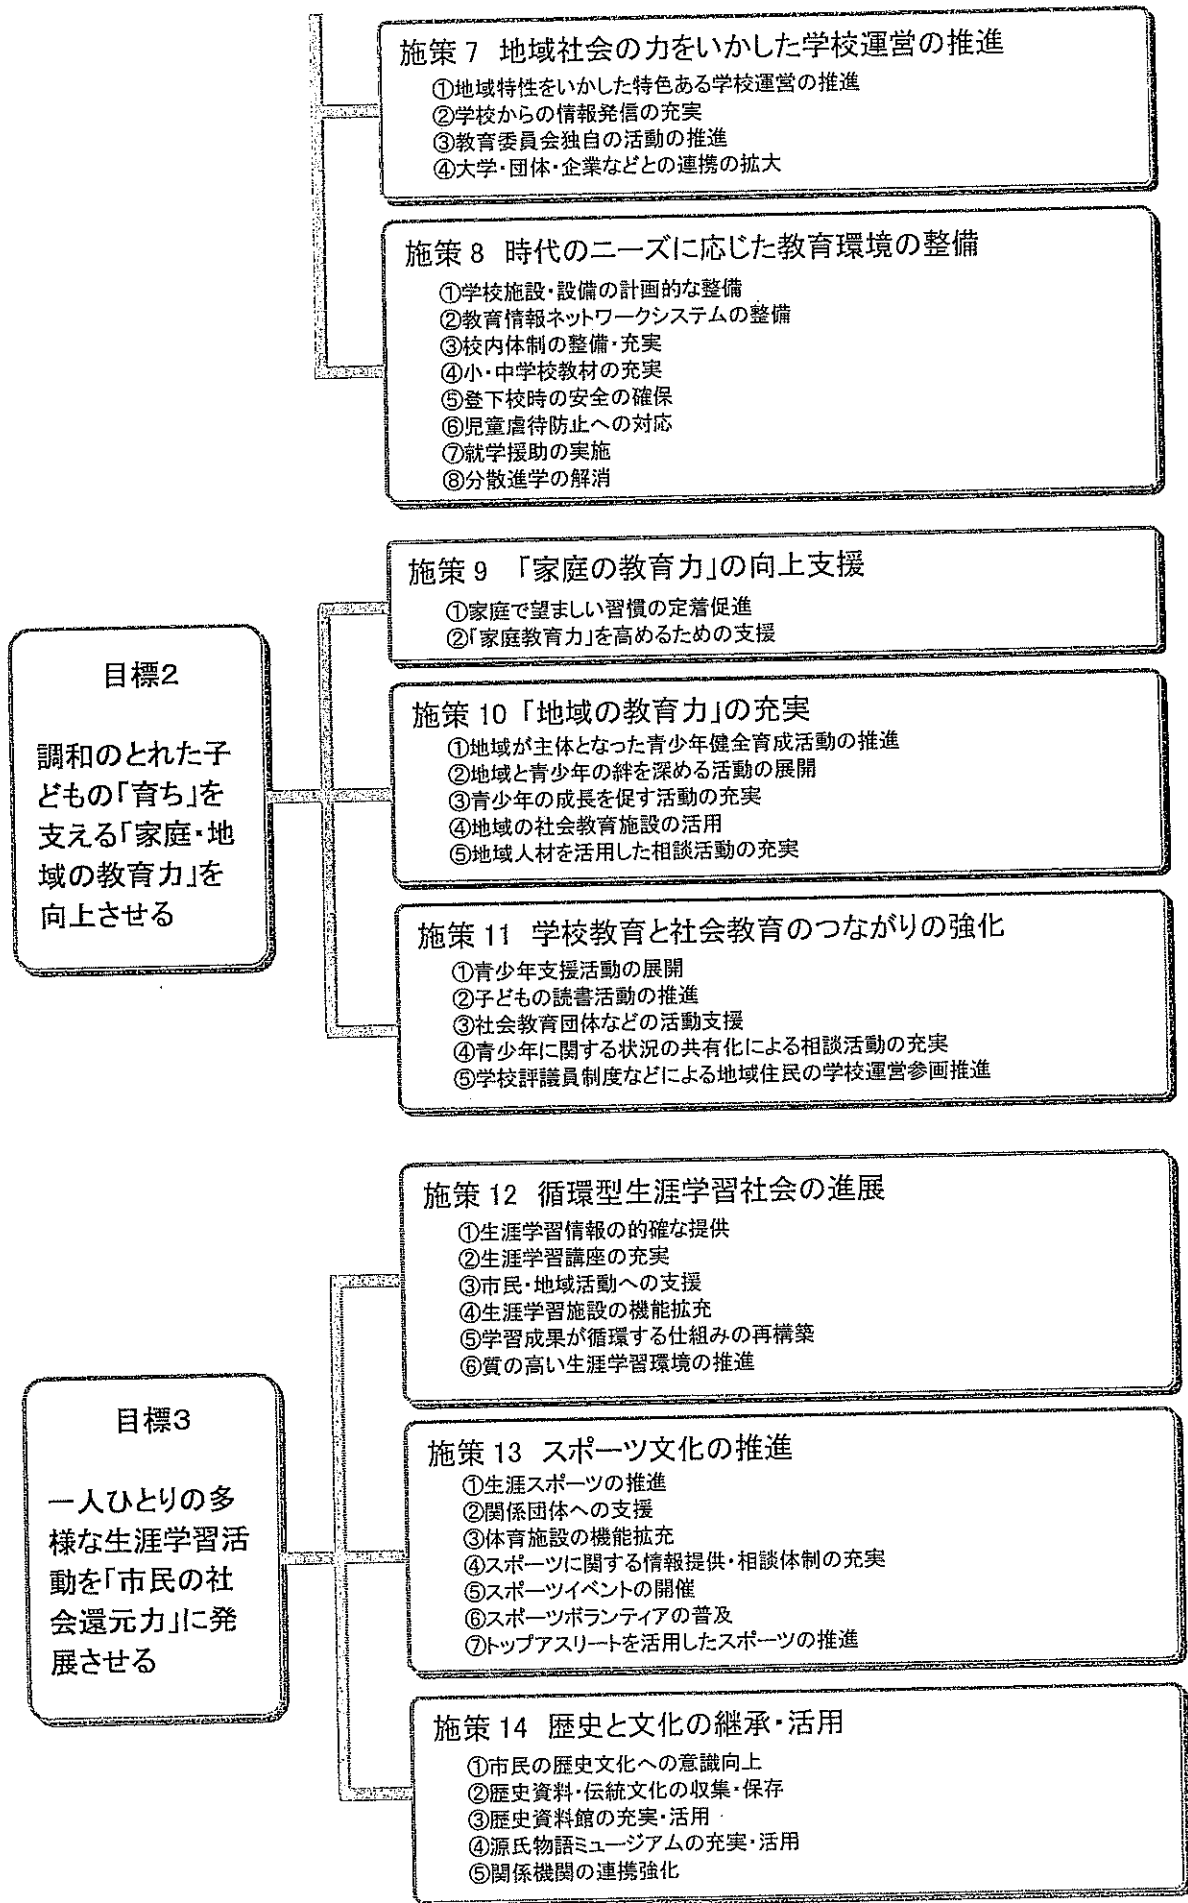 施策 7 地域社会の力をいかした学校運営の推進
①地域特性をいかした特色ある学校運営の推進
②学校からの情報発信の充実
③教育委員会独自の活動の推進
④大学・団体・企業などとの連携の拡大
施策 8 時代のニーズに応じた教育環境の整備
①学校施設・設備の計画的な整備
②教育情報ネットワークシステムの整備
③校内体制の整備・充実
④小・中学校教材の充実
⑤登下校時の安全の確保
⑥児童虐待防止への対応
⑦就学援助の実施
⑧分散進学の解消
目標2
調和のとれた子
どもの「育ち」を
支える「家庭・地
域の教育力」を
向上させる
施策 9 「家庭の教育力」の向上支援
①家庭で望ましい習慣の定着促進
②「家庭教育力」を高めるための支援
施策 10 「地域の教育力」の充実
①地域が主体となった青少年健全育成活動の推進
②地域と青少年の絆を深める活動の展開
③青少年の成長を促す活動の充実
④地域の社会教育施設の活用
⑤地域人材を活用した相談活動の充実
施策 11 学校教育と社会教育のつながりの強化
①青少年支援活動の展開
②子どもの読書活動の推進
③社会教育団体などの活動支援
④青少年に関する状況の共有化による相談活動の充実
⑤学校評議員制度などによる地域住民の学校運営参画推進
目標3
一人ひとりの多
様な生涯学習活
動を「市民の社
会還元力」に発
展させる
施策 12 循環型生涯学習社会の進展
①生涯学習情報の的確な提供
②生涯学習講座の充実
③市民・地域活動への支援
④生涯学習施設の機能拡充
⑤学習成果が循環する仕組みの再構築
⑥質の高い生涯学習環境の推進
施策 13 スポーツ文化の推進
①生涯スポーツの推進
②関係団体への支援
③体育施設の機能拡充
④スポーツに関する情報提供・相談体制の充実
⑤スポーツイベントの開催
⑥スポーツボランティアの普及
⑦トップアスリートを活用したスポーツの推進
施策 14 歴史と文化の継承・活用
①市民の歴史文化への意識向上
②歴史資料・伝統文化の収集・保存
③歴史資料館の充実・活用
④源氏物語ミュージアムの充実・活用
⑤関係機関の連携強化